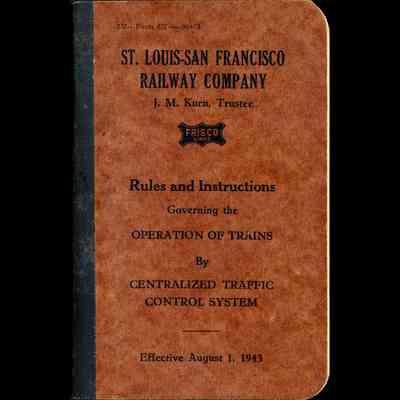 ST. LOUIS-SAN FRANCISCO
RAILWAY COMPANY
J. M. Kurn, Trustee
FRISCO
LINES
Rules and Instructions
Governing the
OPERATION OF TRAINS
By
CENTRALIZED TRAFFIC
CONTROL SYSTEM
Effective August 1, 1943